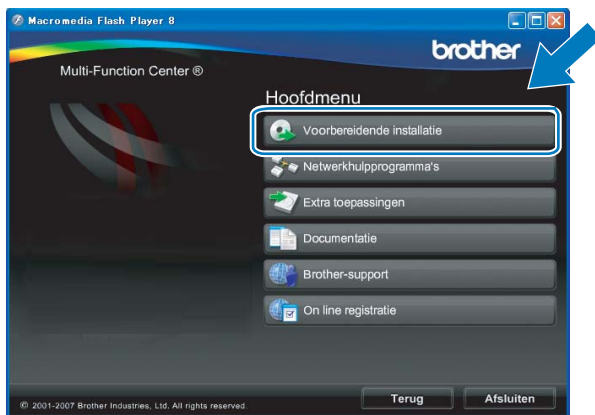 Macromedia Flash Player 8
brother
Multi-Function Center ®
Hoofdmenu
Voorbereidende installatie
Netwerkhulpprogramma's
Extra toepassingen
Documentatie
Brother-support
On line registratie
© 2001-2007 Brother Industries, Ltd. All rights reserved.
Terug
Afsluiten